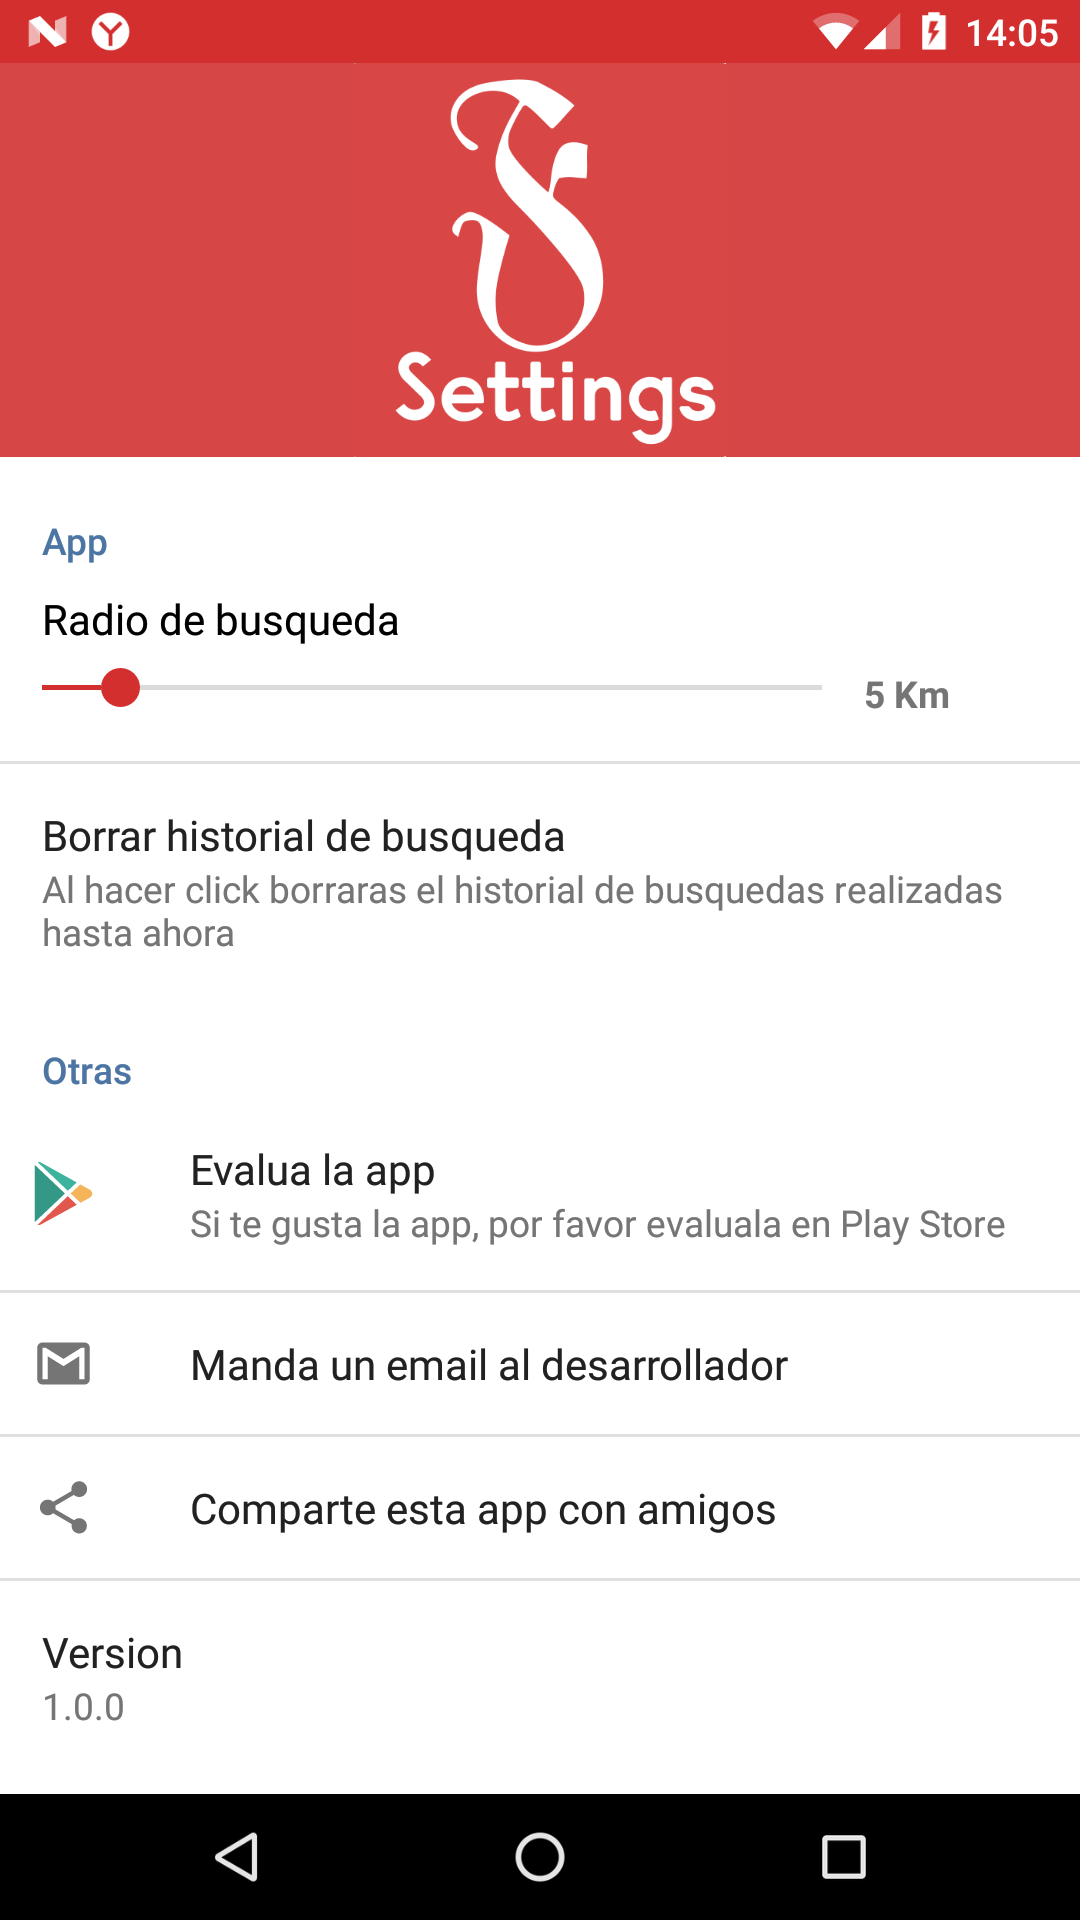 14:05
Settings
App
Radio de busqueda
5 Km
Borrar historial de busqueda
Al hacer click borraras el historial de busquedas realizadas
hasta ahora
Otras
Evalua la app
Si te gusta la app, por favor evaluala en Play Store
Manda un email al desarrollador
Comparte esta app con amigos
Version
1.0.0